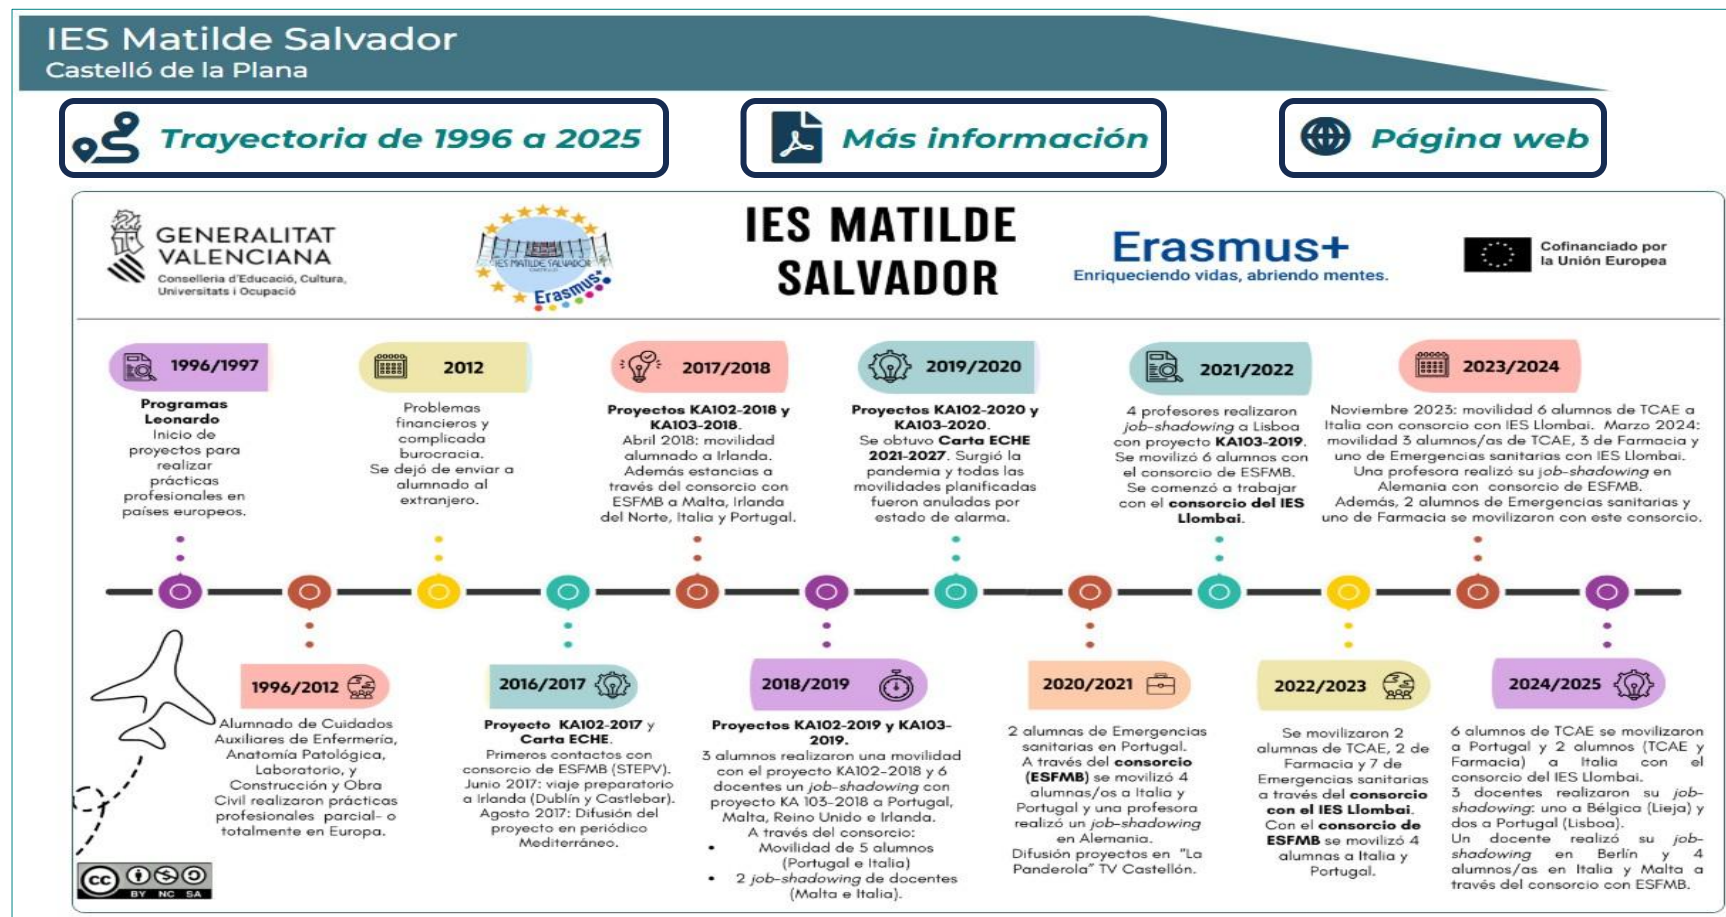 IES Matilde Salvador
Castelló de la Plana
Trayectoria de 1996 a 2025
Más información
Página web
GENERALITAT
VALENCIANA
Conselleria d'Educació, Cultura,
Universitats i Ocupació
IES MATILDE SALVADOR
CASTELLÓ
Erasmus+
IES MATILDE
SALVADOR
Erasmus+
Enriqueciendo vidas, abriendo mentes.
Cofinanciado por
la Unión Europea
1996/1997
Programas
Leonardo
Inicio de
proyectos para
realizar
prácticas
profesionales en
países europeos.
2012
Problemas
financieros y
complicada
burocracia.
Se dejó de enviar a
alumnado al
extranjero.
2017/2018
Proyectos KA102-2018 y
KA103-2018.
Abril 2018: movilidad
alumnado a Irlanda.
Además estancias a
través del consorcio con
ESFMB a Malta, Irlanda
del Norte, Italia y Portugal.
2019/2020
Proyectos KA102-2020 y
KA103-2020.
Se obtuvo Carta ECHE
2021-2027. Surgió la
pandemia y todas las
movilidades planificadas
fueron anuladas por
estado de alarma.
2021/2022
4 profesores realizaron
job-shadowing a Lisboa
con proyecto KA103-2019.
Se movilizó 6 alumnos con
el consorcio de ESFMB.
Se comenzó a trabajar
con el consorcio del IES
Llombai.
2023/2024
Noviembre 2023: movilidad 6 alumnos de TCAE a
Italia con consorcio con IES Llombai. Marzo 2024:
movilidad 3 alumnos/as de TCAE, 3 de Farmacia y
uno de Emergencias sanitarias con IES Llombai.
Una profesora realizó su job-shadowing en
Alemania con consorcio de ESFMB.
Además, 2 alumnos de Emergencias sanitarias y
uno de Farmacia se movilizaron con este consorcio.
1996/2012
Alumnado de Cuidados
Auxiliares de Enfermería,
Anatomía Patológica,
Laboratorio, y
Construcción y Obra
Civil realizaron prácticas
profesionales parcial- o
totalmente en Europa.
2016/2017
Proyecto KA102-2017 y
Carta ECHE.
Primeros contactos con
consorcio de ESFMB (STEPV).
Junio 2017: viaje preparatorio
a Irlanda (Dublín y Castlebar).
Agosto 2017: Difusión del
proyecto en periódico
Mediterráneo.
2018/2019
Proyectos KA102-2019 y KA103-
2019.
3 alumnos realizaron una movilidad
con el proyecto KA102-2018 y 6
docentes un job-shadowing con
proyecto KA 103-2018 a Portugal,
Malta, Reino Unido e Irlanda.
A través del consorcio:
• Movilidad de 5 alumnos
(Portugal e Italia)
• 2 job-shadowing de docentes
(Malta e Italia).
2020/2021
2 alumnas de Emergencias
sanitarias en Portugal.
A través del consorcio
(ESFMB) se movilizó 4
alumnas/os a Italia y
Portugal y una profesora
realizó un job-shadowing
en Alemania.
Difusión proyectos en "La
Panderola" TV Castellón.
2022/2023
Se movilizaron 2
alumnas de TCAE, 2 de
Farmacia y 7 de
Emergencias sanitarias
a través del consorcio
con el IES Llombai.
Con el consorcio de
ESFMB se movilizó 4
alumnas a Italia y
Portugal.
2024/2025
6 alumnos de TCAE se movilizaron
a Portugal y 2 alumnos (TCAE y
Farmacia) a Italia con el
consorcio del IES Llombai.
3 docentes realizaron su job-
shadowing: uno a Bélgica (Lieja) y
dos a Portugal (Lisboa).
Un docente realizó su job-
shadowing en Berlín y 4
alumnos/as en Italia y Malta a
través del consorcio con ESFMB.
cc
BY NC SA